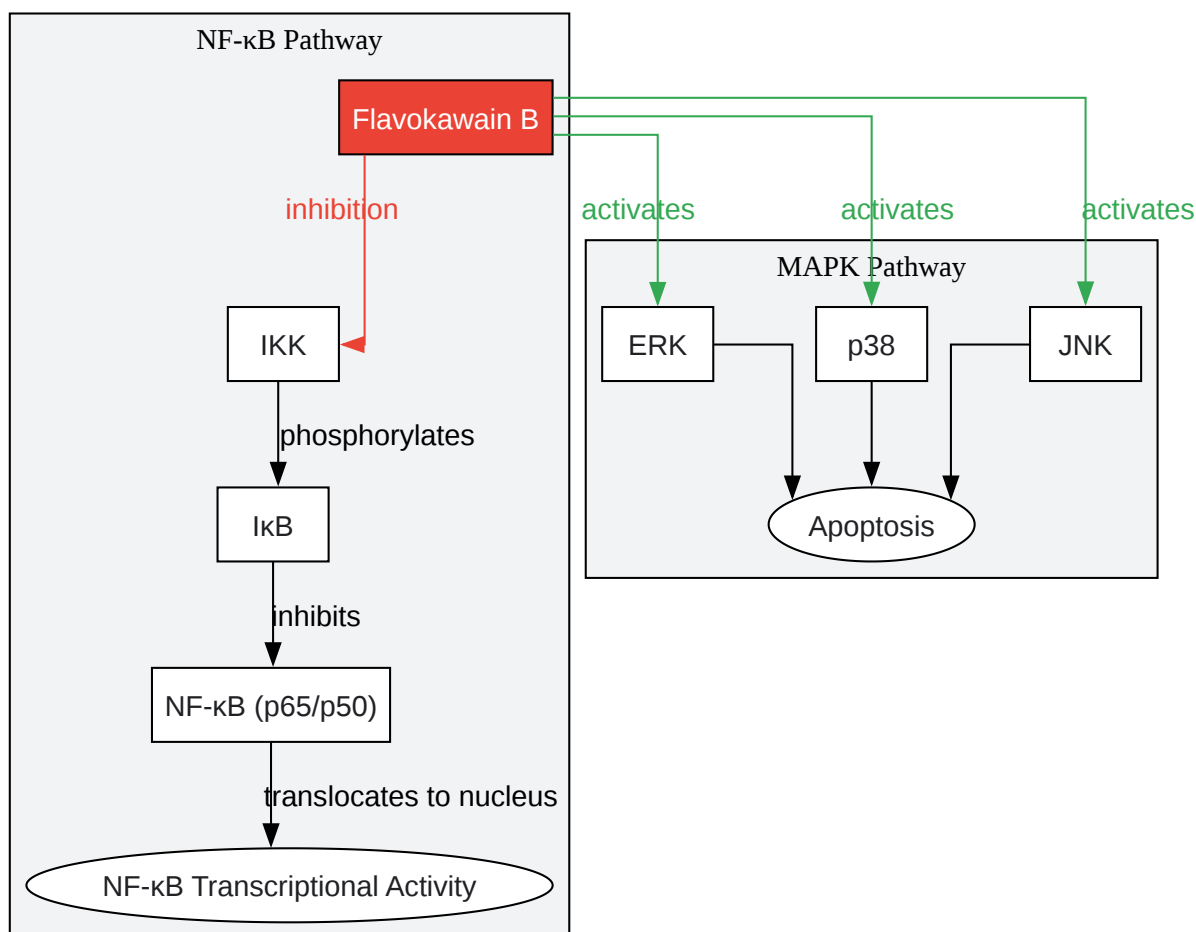 NF-κB Pathway
Flavokawain B
inhibition
activates
activates
activates
MAPK Pathway
IKK
ERK
p38
JNK
phosphorylates
IκB
Apoptosis
inhibits
NF-κB (p65/p50)
translocates to nucleus
NF-κB Transcriptional Activity